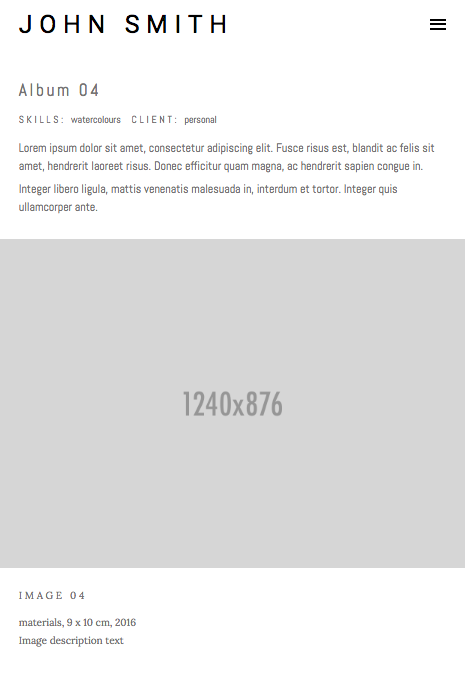 JOHN SMITH
Album 04
SKILLS: watercolours CLIENT: personal
Lorem ipsum dolor sit amet, consectetur adipiscing elit. Fusce risus est, blandit ac felis sit
amet, hendrerit laoreet risus. Donec efficitur quam magna, ac hendrerit sapien congue in.
Integer libero ligula, mattis venenatis malesuada in, interdum et tortor. Integer quis
ullamcorper ante.
1240x876
IMAGE 04
materials, 9 x 10 cm, 2016
Image description text